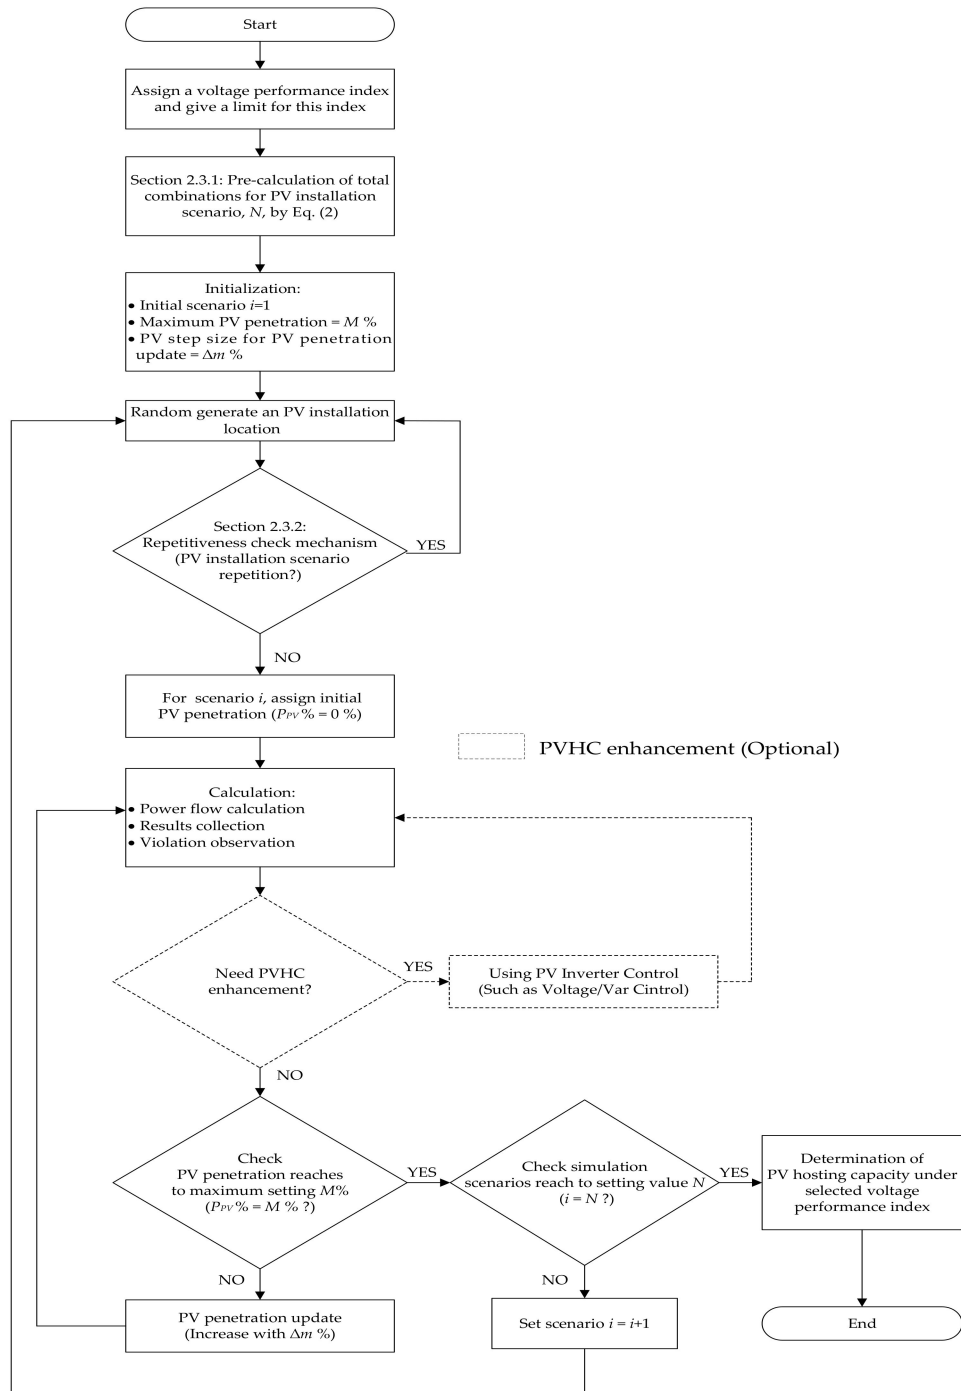 Start
Assign a voltage performance index
and give a limit for this index
Section 2.3.1: Pre-calculation of total
combinations for PV installation
scenario, N, by Eq. (2)
Initialization:
• Initial scenario i=1
• Maximum PV penetration = M %
• PV step size for PV penetration
update = Δm %
Random generate an PV installation
location
Section 2.3.2:
Repetitiveness check mechanism
(PV installation scenario
repetition?)
YES
NO
For scenario i, assign initial
PV penetration (PPV % = 0 %)
PVHC enhancement (Optional)
Calculation:
• Power flow calculation
• Results collection
• Violation observation
Need PVHC
enhancement?
YES
Using PV Inverter Control
(Such as Voltage/Var Cintrol)
NO
Check
PV penetration reaches
to maximum setting M%
(PPV % = M % ?)
YES
Check simulation
scenarios reach to setting value N
(i = N ?)
YES
Determination of
PV hosting capacity under
selected voltage
performance index
NO
PV penetration update
(Increase with Δm %)
NO
Set scenario i = i+1
End